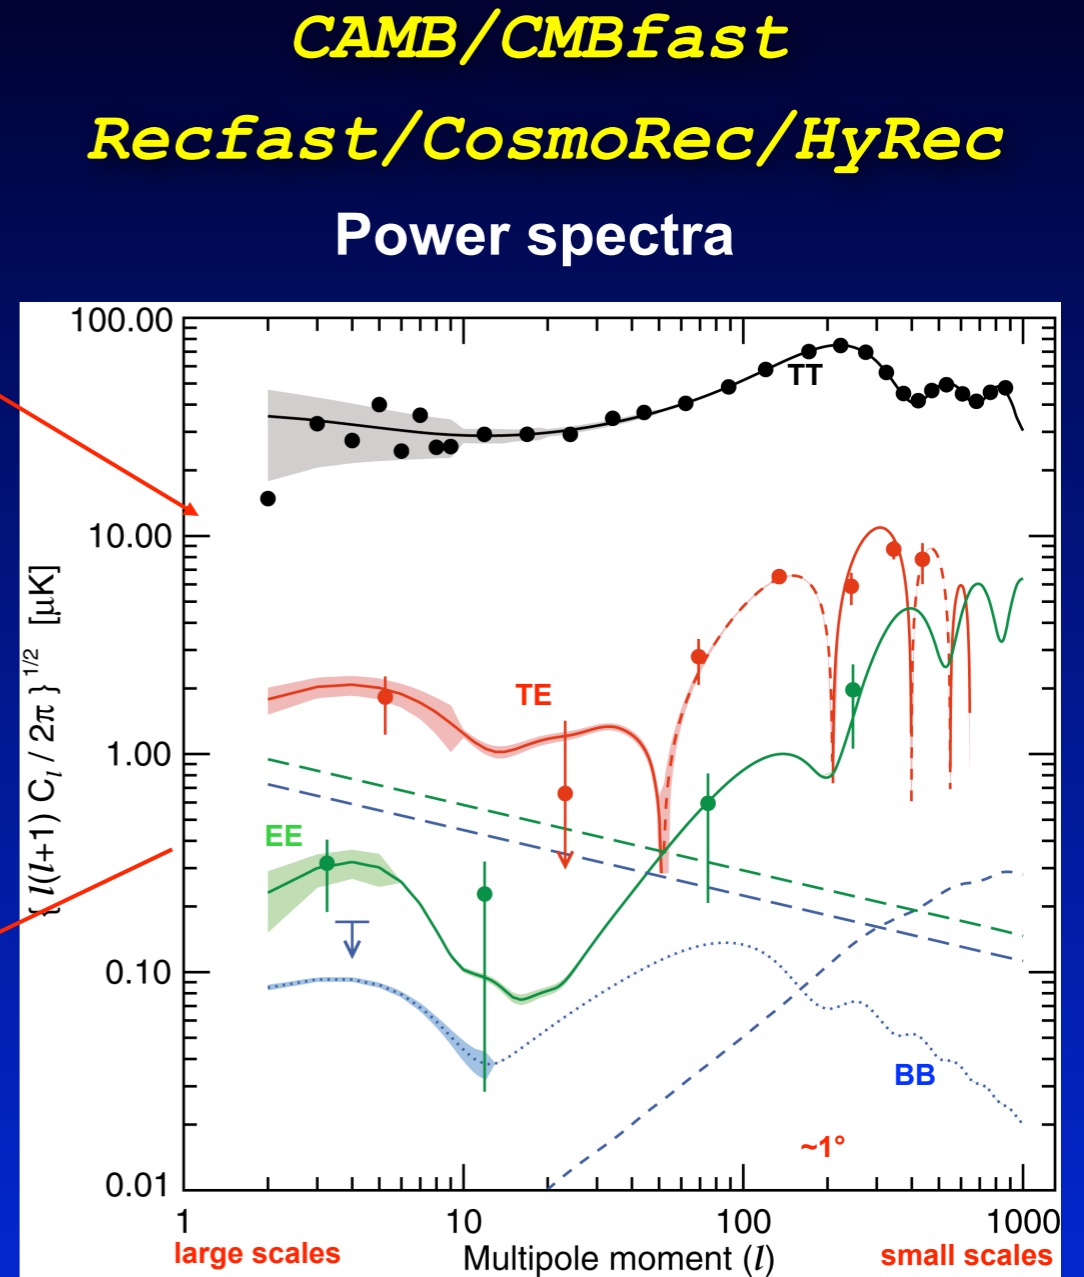 CAMB/CMBfast
Recfast/CosmoRec/HyRec
Power spectra
100.00
10.00
1.00
0.10
0.01
{ l(l+1) Cl / 2π } 1/2 [µK]
TT
TE
EE
BB
~1°
1 10 100 1000
large scales Multipole moment (l) small scales